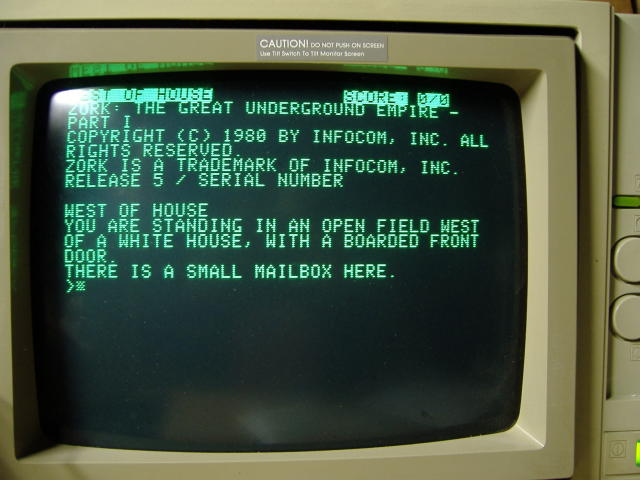 CAUTION! DO NOT PUSH ON SCREEN
Use Tilt Switch To Tilt Monitor Screen
WEST OF HOUSE SCORE: 0/0
ZORK: THE GREAT UNDERGROUND EMPIRE -
PART I
COPYRIGHT (C) 1980 BY INFOCOM, INC. ALL
RIGHTS RESERVED.
ZORK IS A TRADEMARK OF INFOCOM, INC.
RELEASE 5 / SERIAL NUMBER
WEST OF HOUSE
YOU ARE STANDING IN AN OPEN FIELD WEST
OF A WHITE HOUSE, WITH A BOARDED FRONT
DOOR.
THERE IS A SMALL MAILBOX HERE.
>